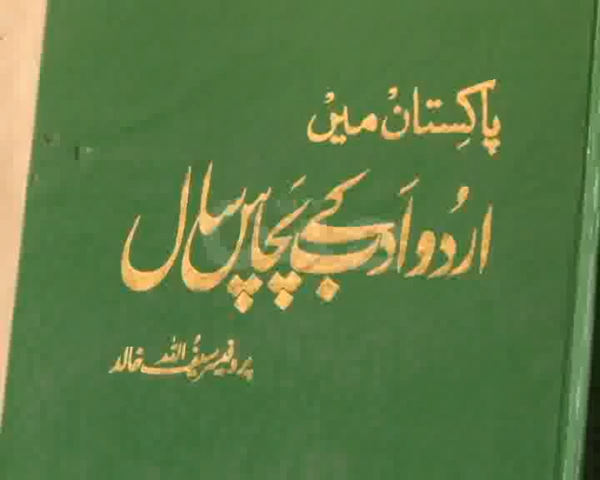 پاکستان میں
اردو ادب کے پچاس سال
پروفیسر سیف اللہ خالد